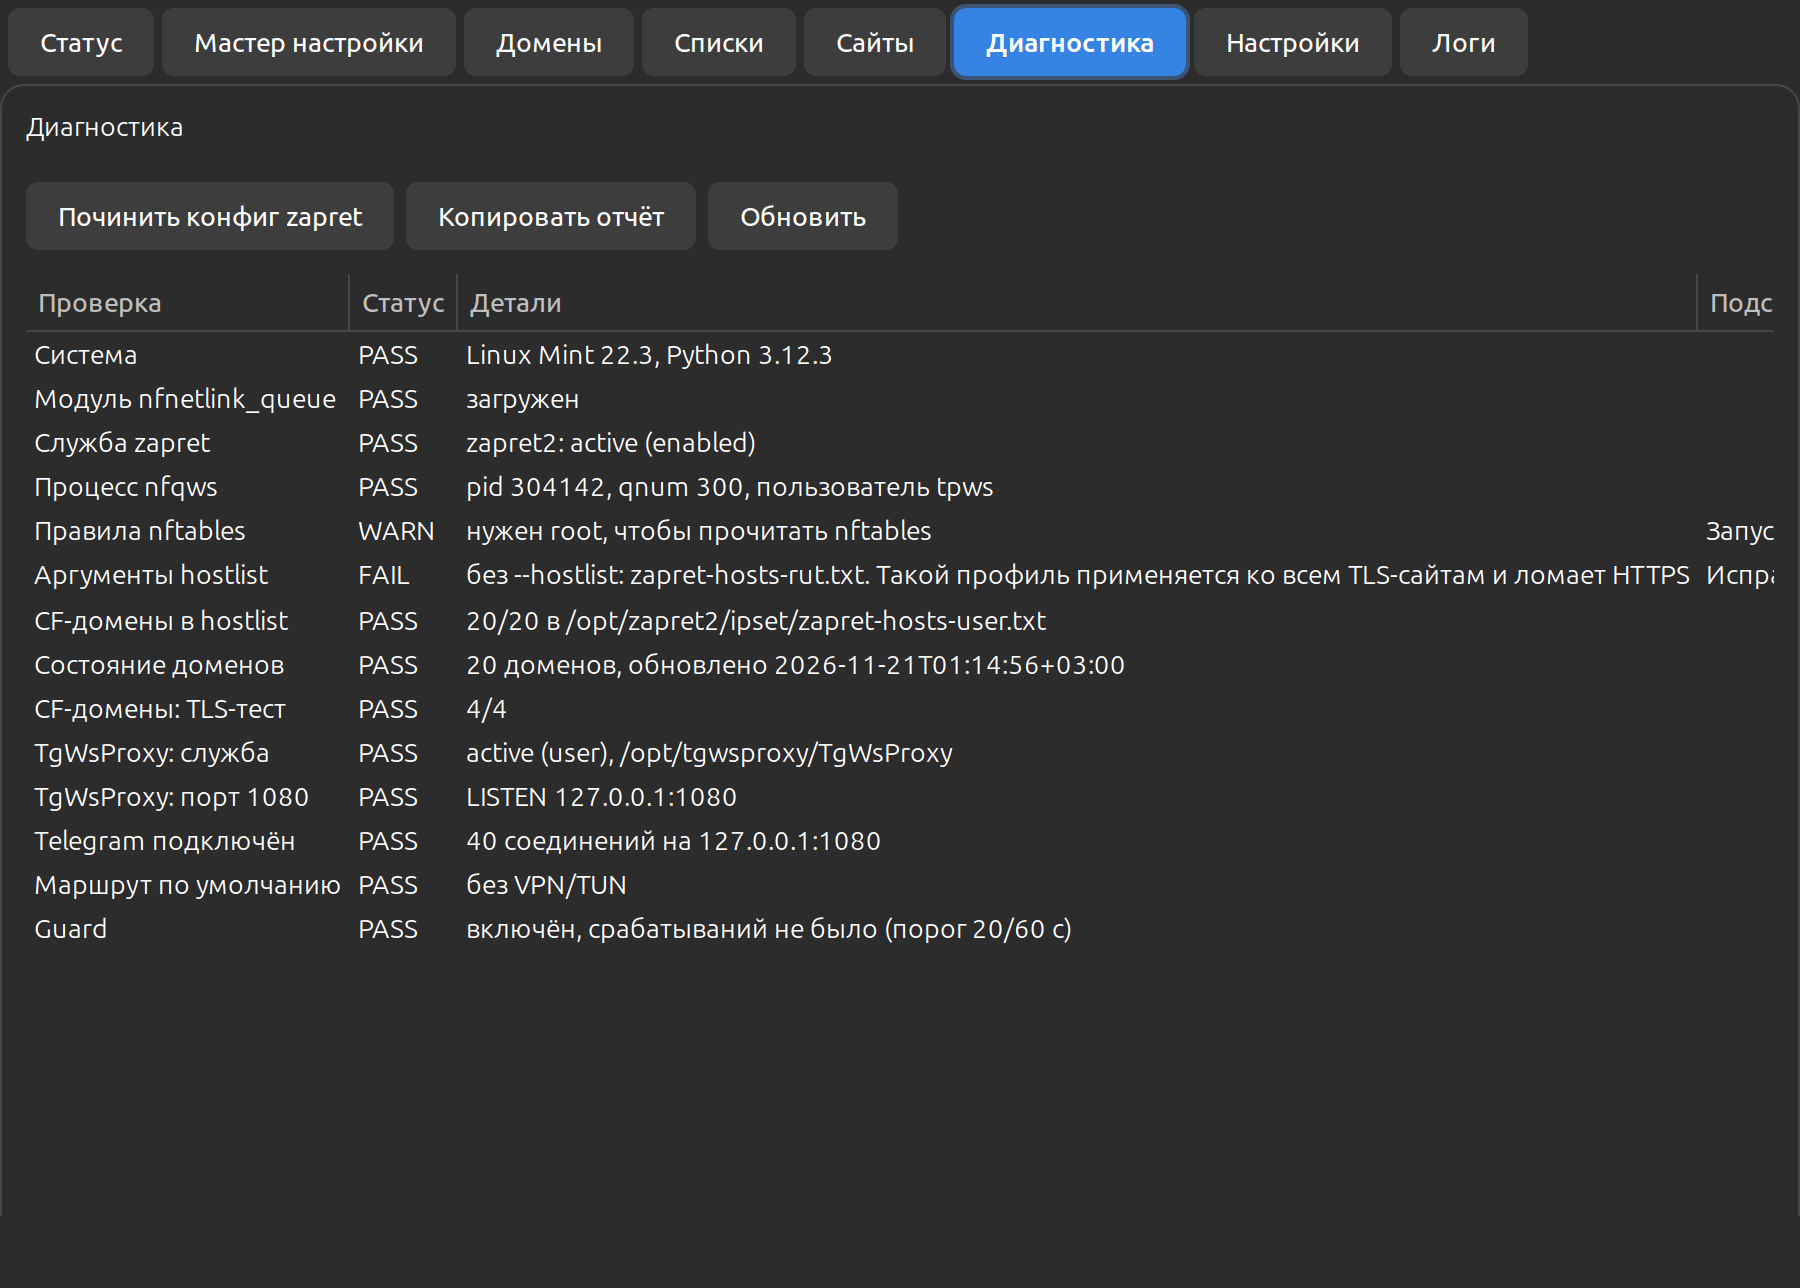 Статус Мастер настройки Домены Списки Сайты Диагностика Настройки Логи
Диагностика
Починить конфиг zapret Копировать отчёт Обновить
Проверка Статус Детали Подс
Система PASS Linux Mint 22.3, Python 3.12.3
Модуль nfnetlink_queue PASS загружен
Служба zapret PASS zapret2: active (enabled)
Процесс nfqws PASS pid 304142, qnum 300, пользователь tpws
Правила nftables WARN нужен root, чтобы прочитать nftables Запус
Аргументы hostlist FAIL без --hostlist: zapret-hosts-rut.txt. Такой профиль применяется ко всем TLS-сайтам и ломает HTTPS Испра
CF-домены в hostlist PASS 20/20 в /opt/zapret2/ipset/zapret-hosts-user.txt
Состояние доменов PASS 20 доменов, обновлено 2026-11-21T01:14:56+03:00
CF-домены: TLS-тест PASS 4/4
TgWsProxy: служба PASS active (user), /opt/tgwsproxy/TgWsProxy
TgWsProxy: порт 1080 PASS LISTEN 127.0.0.1:1080
Telegram подключён PASS 40 соединений на 127.0.0.1:1080
Маршрут по умолчанию PASS без VPN/TUN
Guard PASS включён, срабатываний не было (порог 20/60 с)